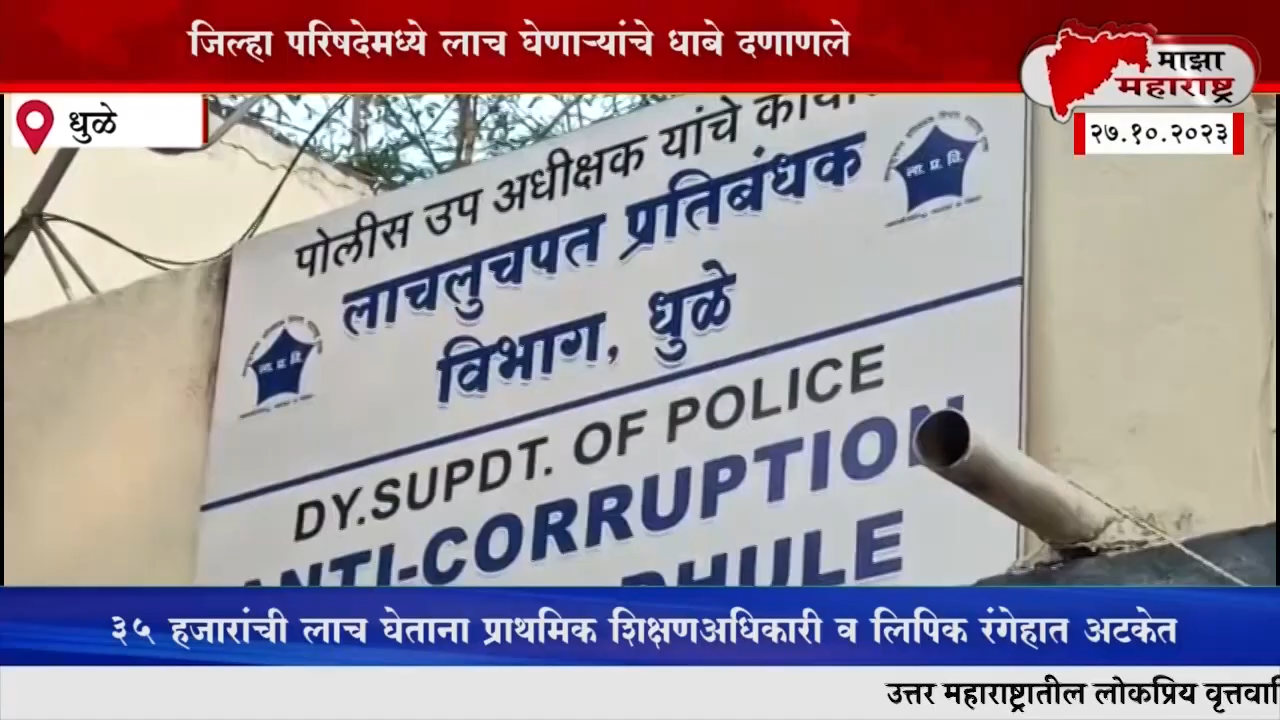 जिल्हा परिषदेमध्ये लाच घेणाऱ्यांचे धाबे दणाणले
माझा
महाराष्ट्र
२७.१०.२०२३
धुळे
पोलीस उप अधीक्षक यांचे
ला. प्र. वि.
लाचलुचपत प्रतिबंधक
विभाग, धुळे
ला. प्र. वि.
DY.SUPDT. OF POLICE
ANTI-CORRUPTION
DHULE
३५ हजारांची लाच घेताना प्राथमिक शिक्षणअधिकारी व लिपिक रंगेहात अटकेत
उत्तर महाराष्ट्रातील लोकप्रिय